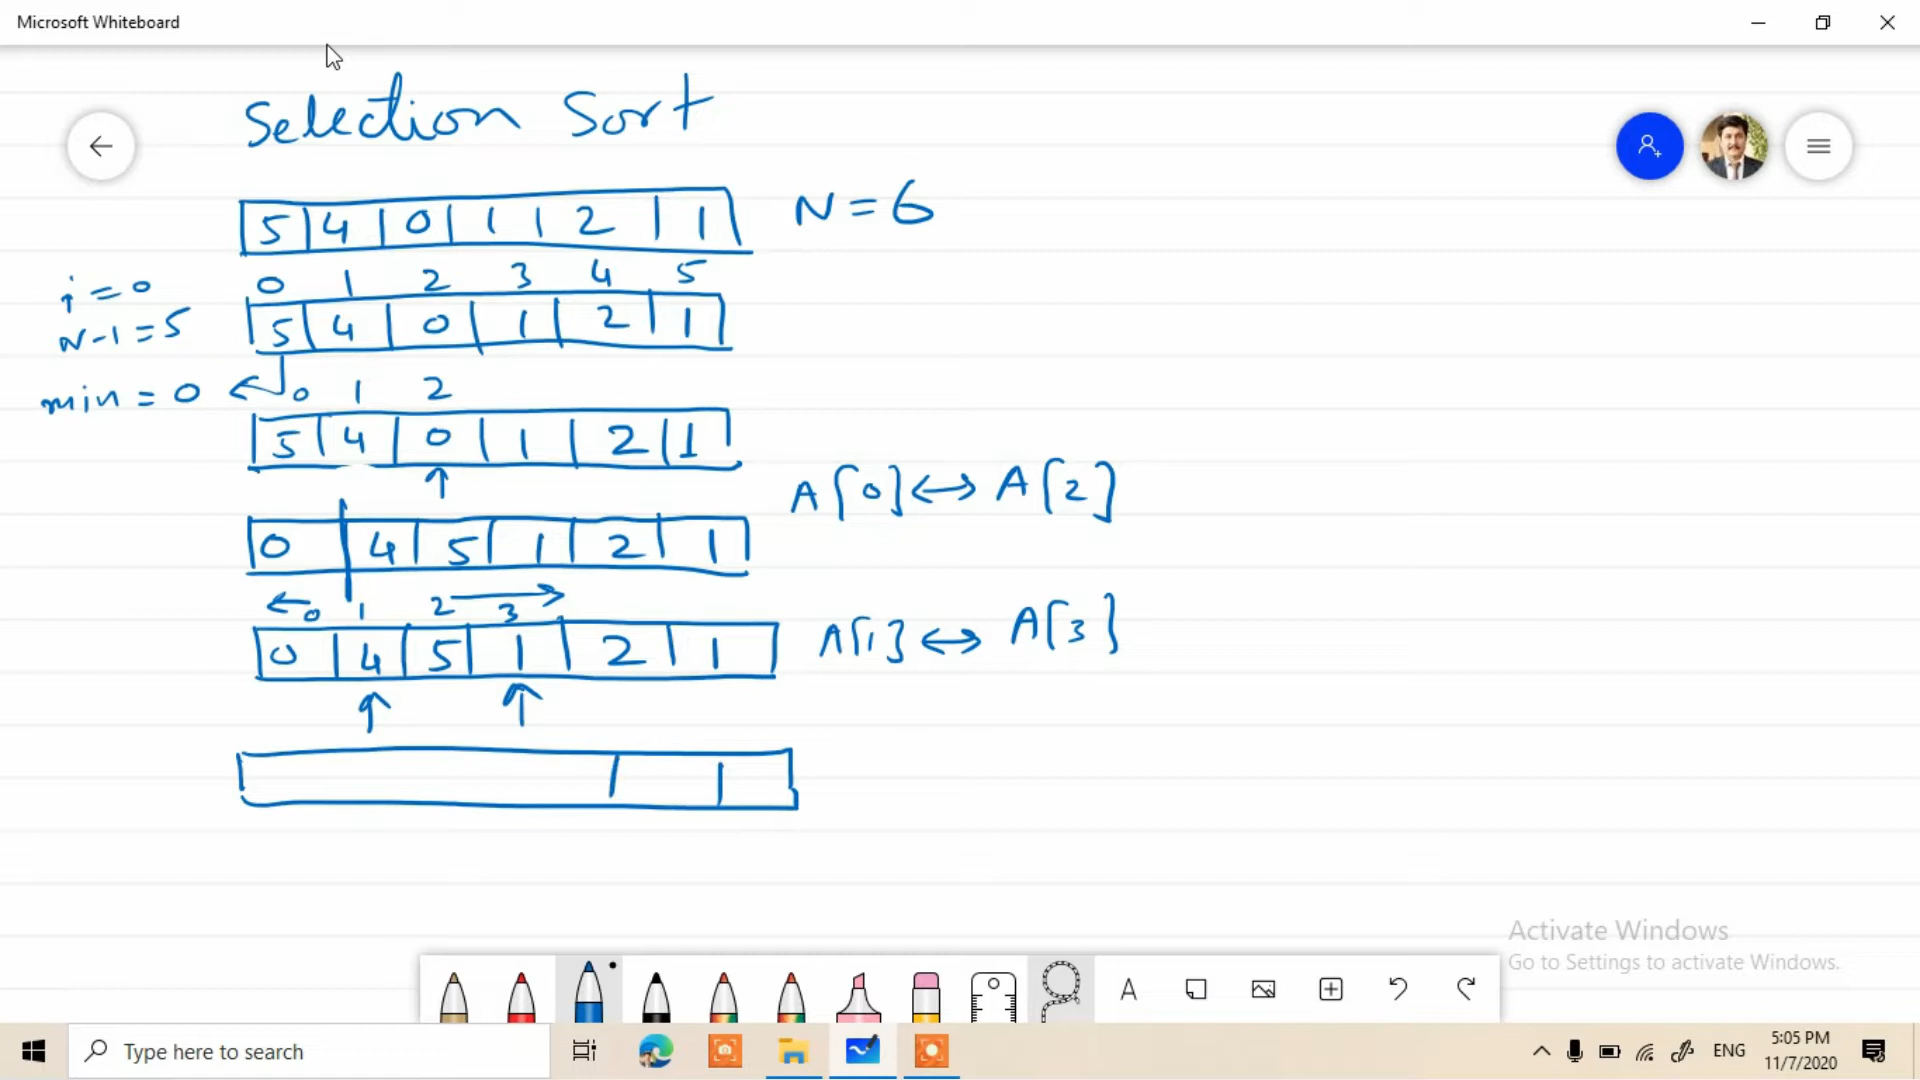 Microsoft Whiteboard
Selection Sort
5 4 0 1 2 1 N = 6
0 1 2 3 4 5
i = 0
5 4 0 1 2 1
N-1 = 5
min = 0
0 1 2
5 4 0 1 2 1
A[0] ↔ A[2]
0 4 5 1 2 1
← 0 1 2 → 3
0 4 5 1 2 1 A[1] ↔ A[3]
Activate Windows
Go to Settings to activate Windows.
A
Type here to search
ENG
5:05 PM
11/7/2020